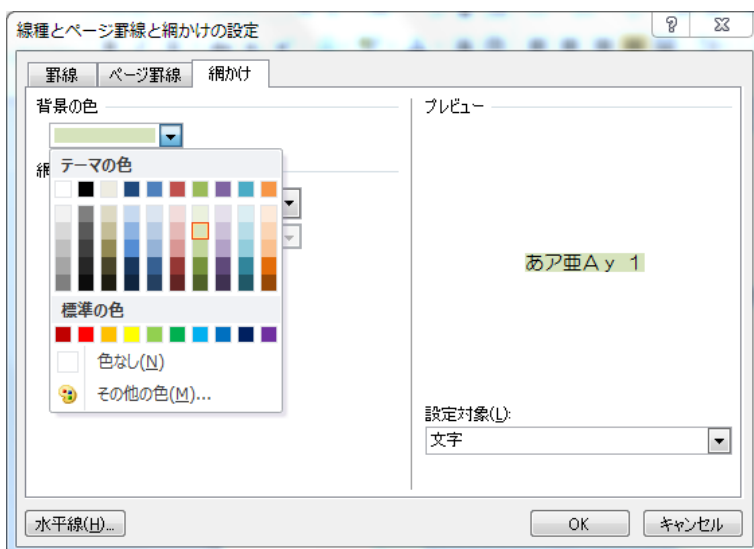 線種とページ罫線と網かけの設定
罫線 ページ罫線 網かけ
背景の色
テーマの色
標準の色
色なし(N)
その他の色(M)...
プレビュー
あア亜Ay 1
設定対象(L):
文字
水平線(H)...
OK キャンセル